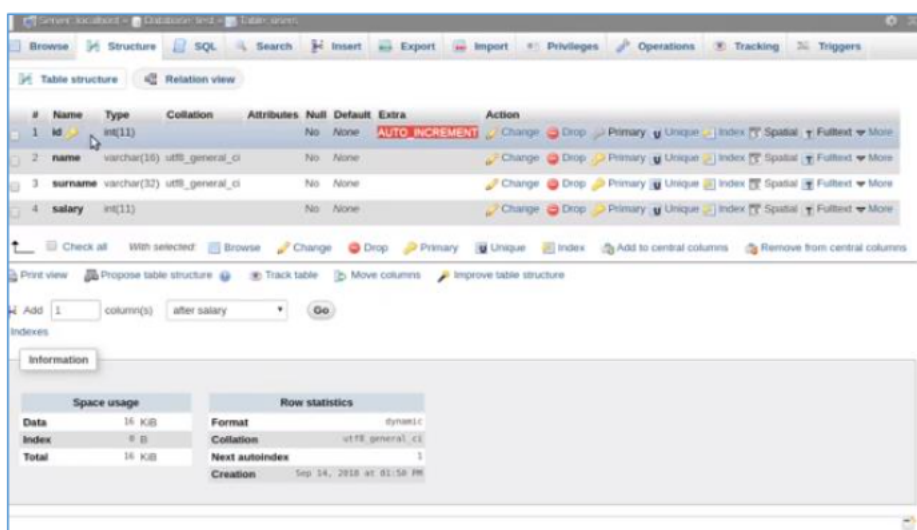 Server: localhost » Database: test » Table: users
Browse Structure SQL Search Insert Export Import Privileges Operations Tracking Triggers
Table structure Relation view
# Name Type Collation Attributes Null Default Extra Action
1 id int(11) No None AUTO_INCREMENT Change Drop Primary Unique Index Spatial Fulltext More
2 name varchar(16) utf8_general_ci No None Change Drop Primary Unique Index Spatial Fulltext More
3 surname varchar(32) utf8_general_ci No None Change Drop Primary Unique Index Spatial Fulltext More
4 salary int(11) No None Change Drop Primary Unique Index Spatial Fulltext More
Check all With selected: Browse Change Drop Primary Unique Index Add to central columns Remove from central columns
Print view Propose table structure Track table Move columns Improve table structure
Add 1 column(s) after salary Go
Indexes
Information
Space usage
Data 16 KiB
Index 0 B
Total 16 KiB
Row statistics
Format dynamic
Collation utf8_general_ci
Next autoindex 1
Creation Sep 14, 2018 at 01:50 PM